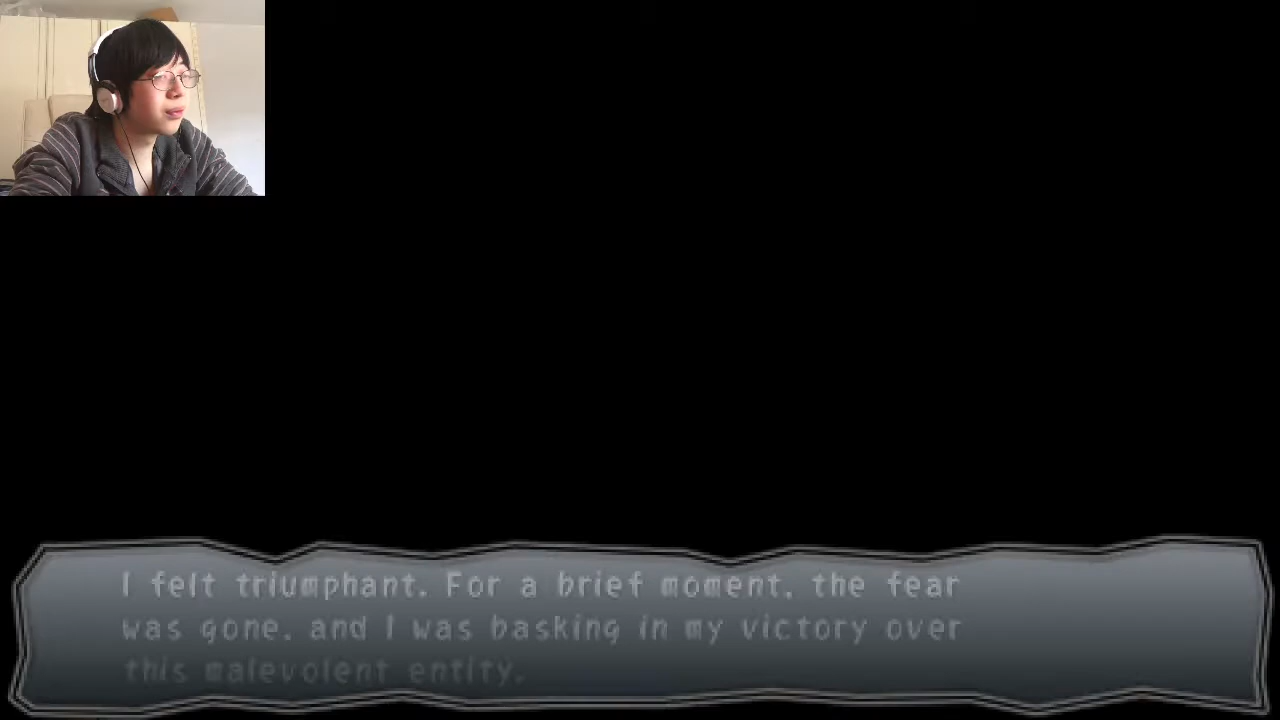 I felt triumphant. For a brief moment, the fear
was gone, and I was basking in my victory over
this malevolent entity.